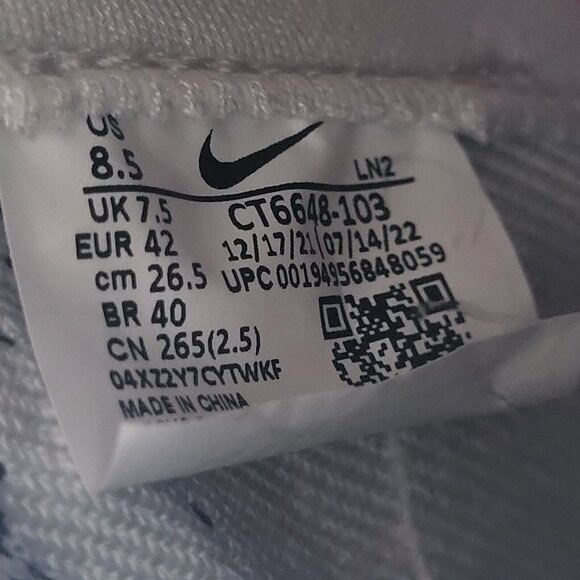 US
8.5
LN2
UK 7.5
CT6648-103
EUR 42
12/17/21 07/14/22
cm 26.5
UPC 00194956848059
BR 40
CN 265(2.5)
04XZ2Y7CYTWKF
MADE IN CHINA